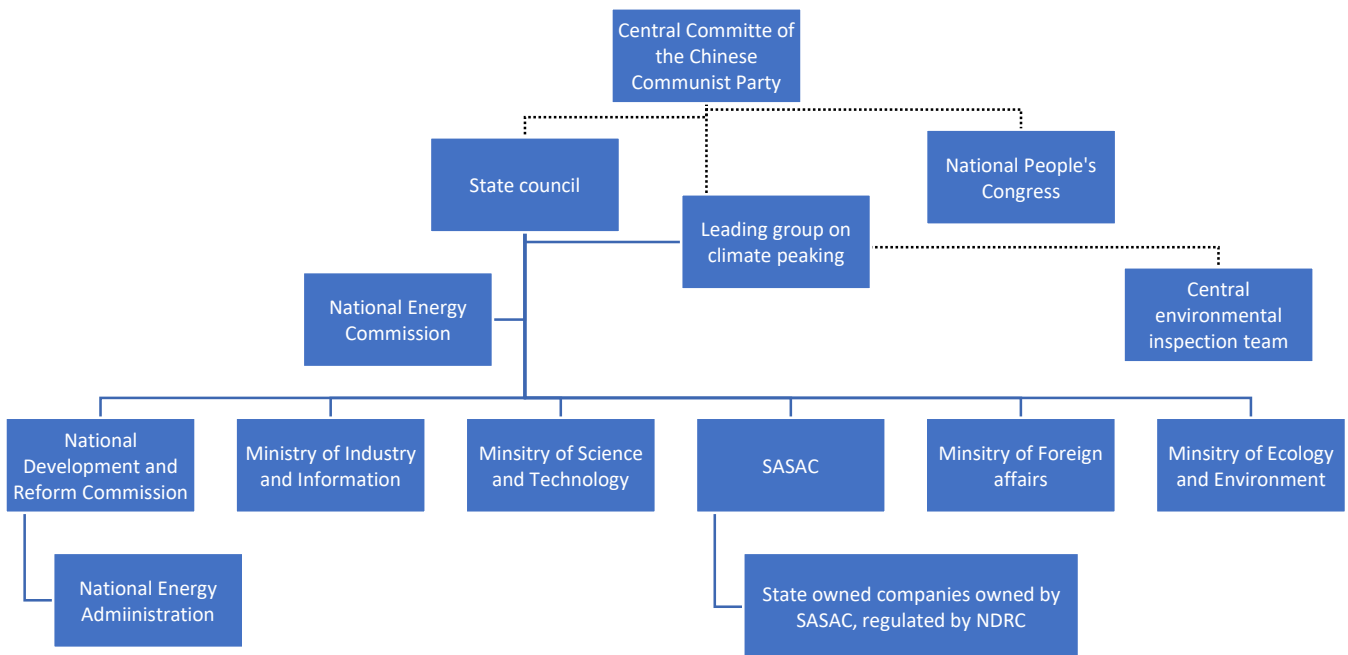 Central Committe of
the Chinese
Communist Party
State council
National People's
Congress
Leading group on
climate peaking
National Energy
Commission
Central
environmental
inspection team
National
Development and
Reform Commission
Ministry of Industry
and Information
Minsitry of Science
and Technology
SASAC
Minsitry of Foreign
affairs
Minsitry of Ecology
and Environment
National Energy
Admiinistration
State owned companies owned by
SASAC, regulated by NDRC